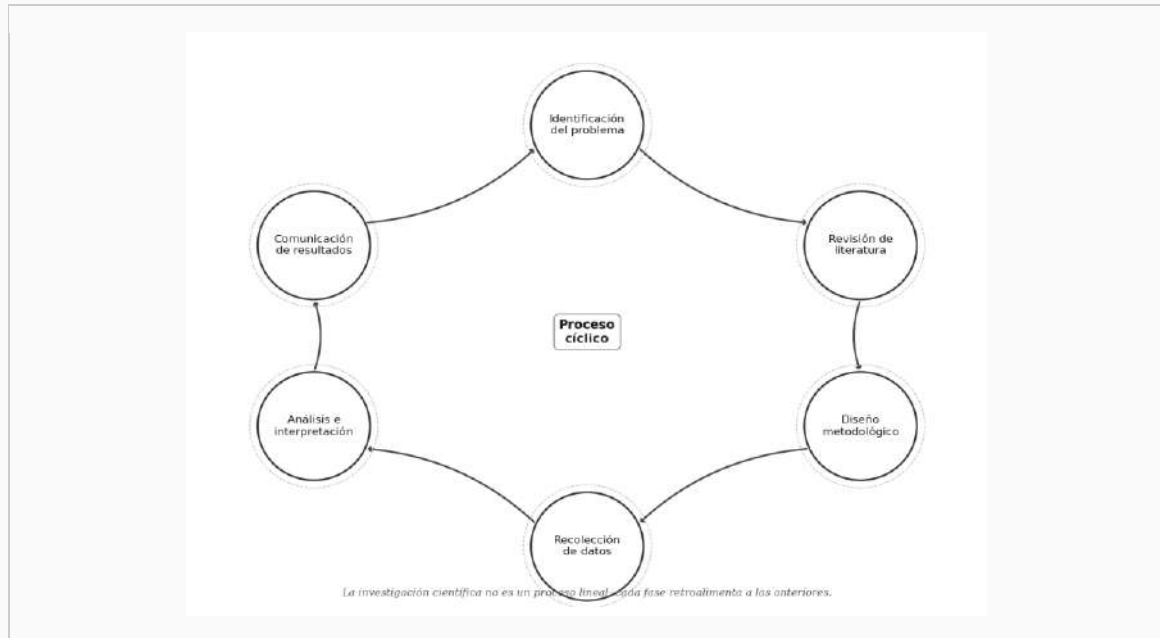 Identificación
del problema
Comunicación
de resultados
Revisión de
literatura
Proceso
cíclico
Análisis e
interpretación
Diseño
metodológico
Recolección
de datos
La investigación científica no es un proceso lineal, cada fase retroalimenta a las anteriores.